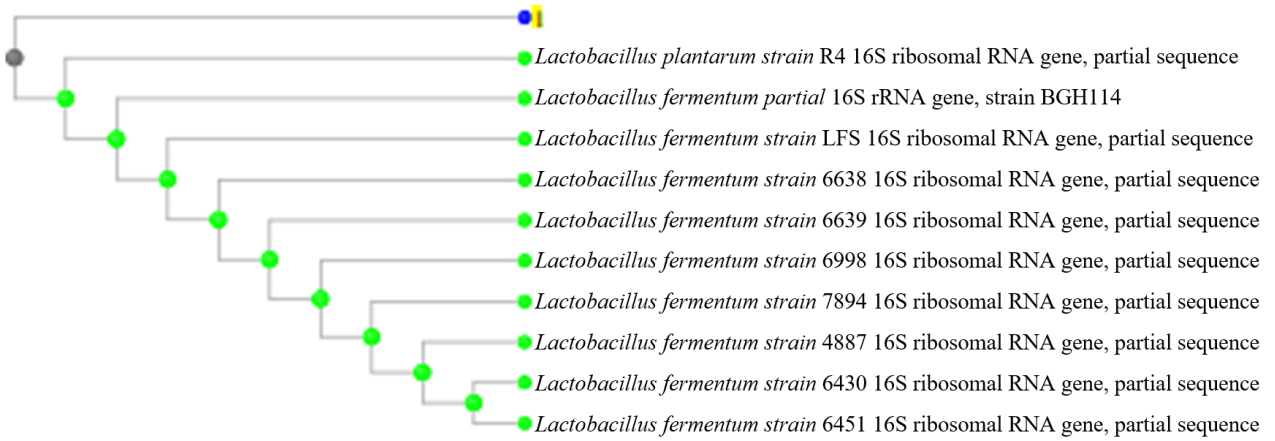 Lactobacillus plantarum strain R4 16S ribosomal RNA gene, partial sequence
Lactobacillus fermentum partial 16S rRNA gene, strain BGH114
Lactobacillus fermentum strain LFS 16S ribosomal RNA gene, partial sequence
Lactobacillus fermentum strain 6638 16S ribosomal RNA gene, partial sequence
Lactobacillus fermentum strain 6639 16S ribosomal RNA gene, partial sequence
Lactobacillus fermentum strain 6998 16S ribosomal RNA gene, partial sequence
Lactobacillus fermentum strain 7894 16S ribosomal RNA gene, partial sequence
Lactobacillus fermentum strain 4887 16S ribosomal RNA gene, partial sequence
Lactobacillus fermentum strain 6430 16S ribosomal RNA gene, partial sequence
Lactobacillus fermentum strain 6451 16S ribosomal RNA gene, partial sequence